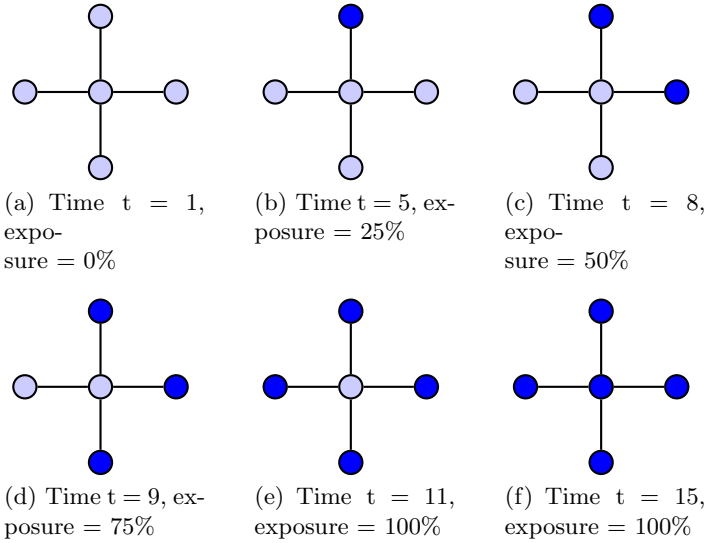 (a) Time t = 1,
expo-
sure = 0%
(b) Time t = 5, ex-
posure = 25%
(c) Time t = 8,
expo-
sure = 50%
(d) Time t = 9, ex-
posure = 75%
(e) Time t = 11,
exposure = 100%
(f) Time t = 15,
exposure = 100%